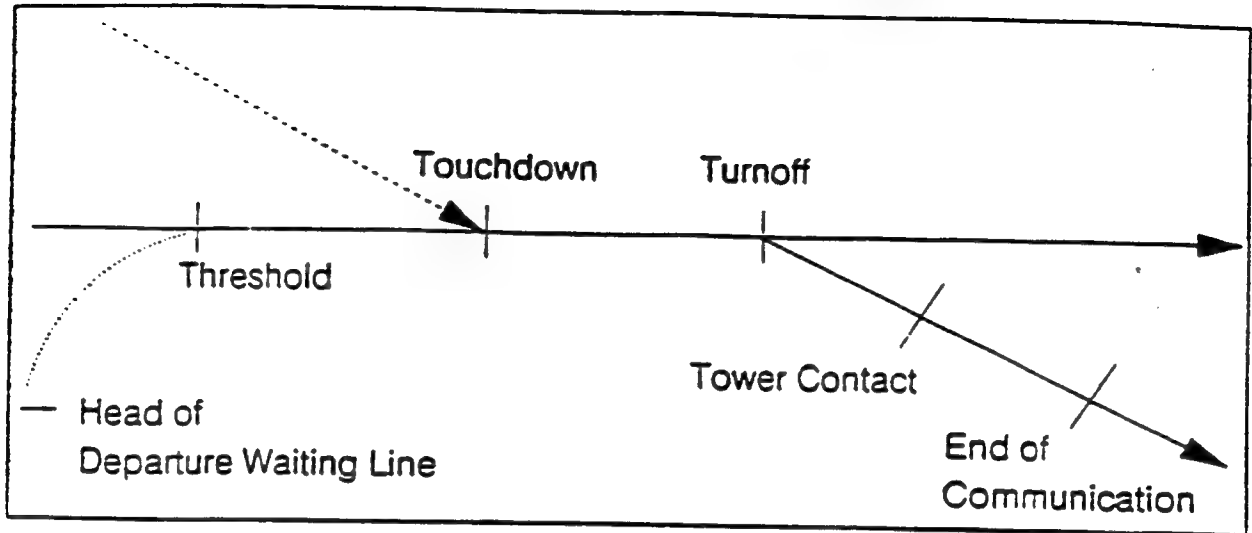 Touchdown
Turnoff
Threshold
Tower Contact
Head of
Departure Waiting Line
End of
Communication